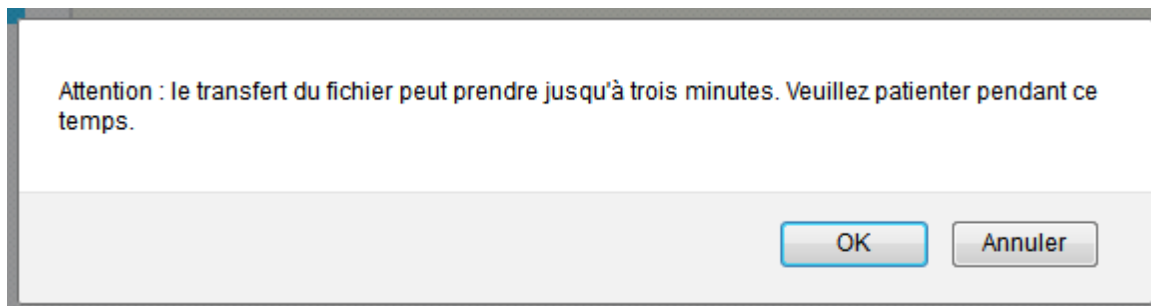 Attention : le transfert du fichier peut prendre jusqu'à trois minutes. Veuillez patienter pendant ce
temps.
OK Annuler